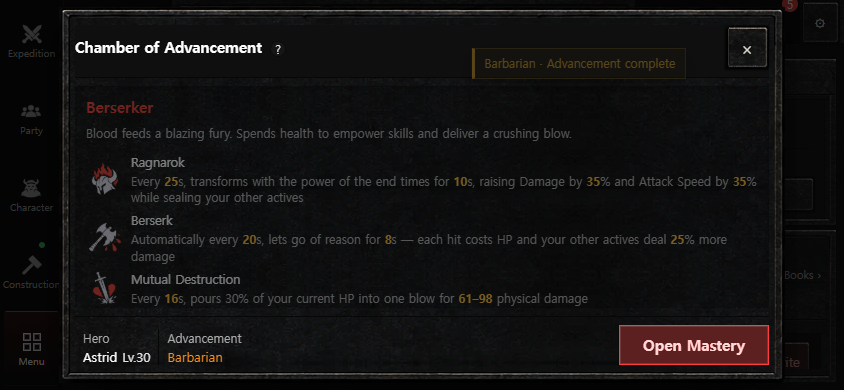 5
Expedition
Party
Character
Construction
Menu
Chamber of Advancement ?
×
Barbarian · Advancement complete
Berserker
Blood feeds a blazing fury. Spends health to empower skills and deliver a crushing blow.
Ragnarok
Every 25s, transforms with the power of the end times for 10s, raising Damage by 35% and Attack Speed by 35%
while sealing your other actives
Berserk
Automatically every 20s, lets go of reason for 8s — each hit costs HP and your other actives deal 25% more
damage
Mutual Destruction
Every 16s, pours 30% of your current HP into one blow for 61–98 physical damage
Hero
Astrid Lv.30
Advancement
Barbarian
Open Mastery
Books ›
ite